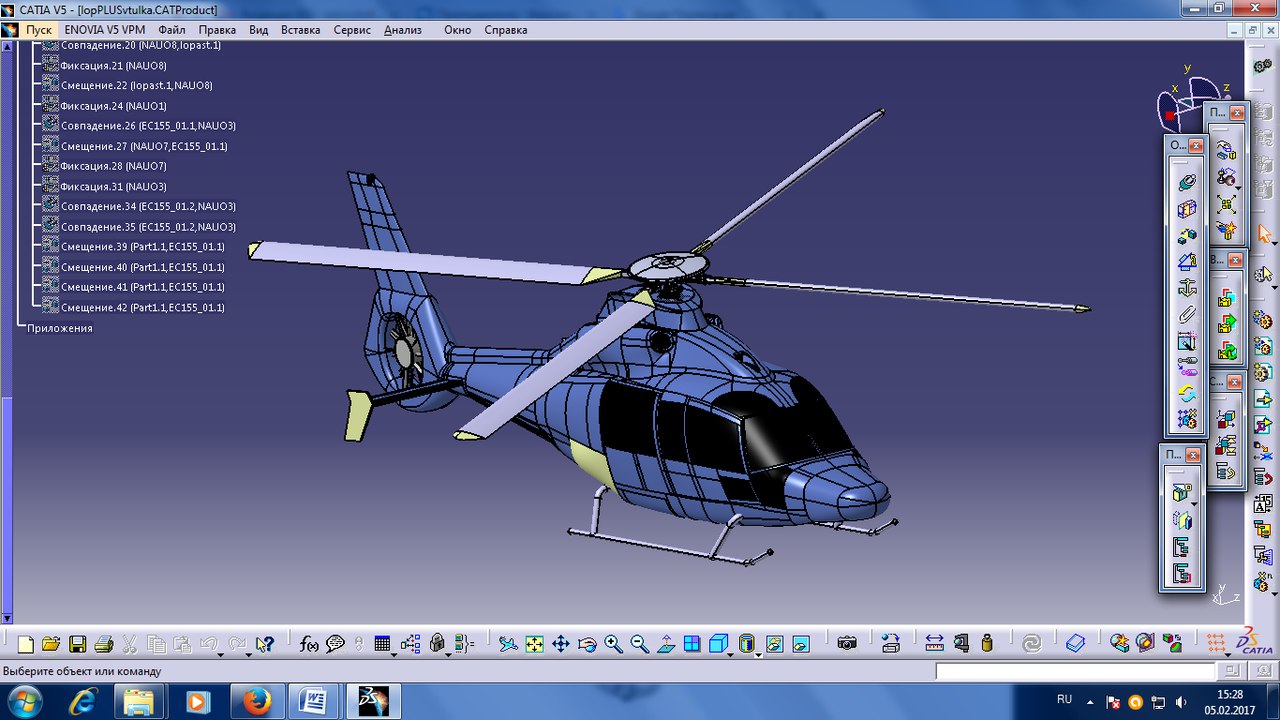 CATIA V5 - [lopPLUSvtulka.CATProduct]
Пуск ENOVIA V5 VPM Файл Правка Вид Вставка Сервис Анализ Окно Справка
Совпадение.20 (NAUO8,lopast.1)
Фиксация.21 (NAUO8)
Смещение.22 (lopast.1,NAUO8)
Фиксация.24 (NAUO1)
Совпадение.26 (EC155_01.1,NAUO3)
Смещение.27 (NAUO7,EC155_01.1)
Фиксация.28 (NAUO7)
Фиксация.31 (NAUO3)
Совпадение.34 (EC155_01.2,NAUO3)
Совпадение.35 (EC155_01.2,NAUO3)
Смещение.39 (Part1.1,EC155_01.1)
Смещение.40 (Part1.1,EC155_01.1)
Смещение.41 (Part1.1,EC155_01.1)
Смещение.42 (Part1.1,EC155_01.1)
Приложения
y
x
z
П...
О...
В...
С...
П...
y
x z
f(x)
CATIA
Выберите объект или команду
RU
15:28
05.02.2017